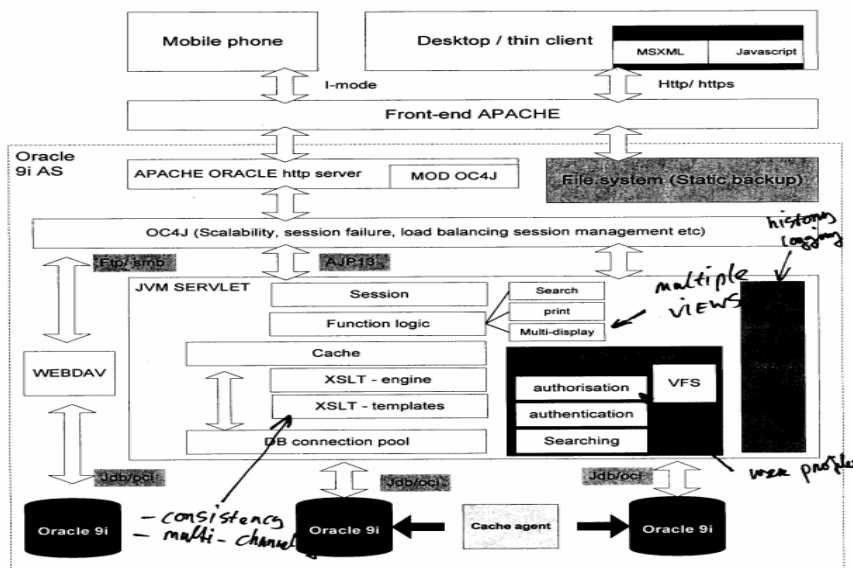 Mobile phone
Desktop / thin client
MSXML
Javascript
I-mode
Http/ https
Front-end APACHE
Oracle
9i AS
APACHE ORACLE http server
MOD OC4J
File system (Static backup)
history
logging
OC4J (Scalability, session failure, load balancing session management etc)
Ftp/ smb
AJP13
JVM SERVLET
Session
Search
multiple
VIEWS
Function logic
print
Multi-display
Cache
WEBDAV
XSLT - engine
authorisation
VFS
XSLT - templates
authentication
DB connection pool
Searching
Jdb/oci
Jdb/oci
Jdb/oci
user profile
Oracle 9i
- consistency
- multi-channel
Oracle 9i
Cache agent
Oracle 9i